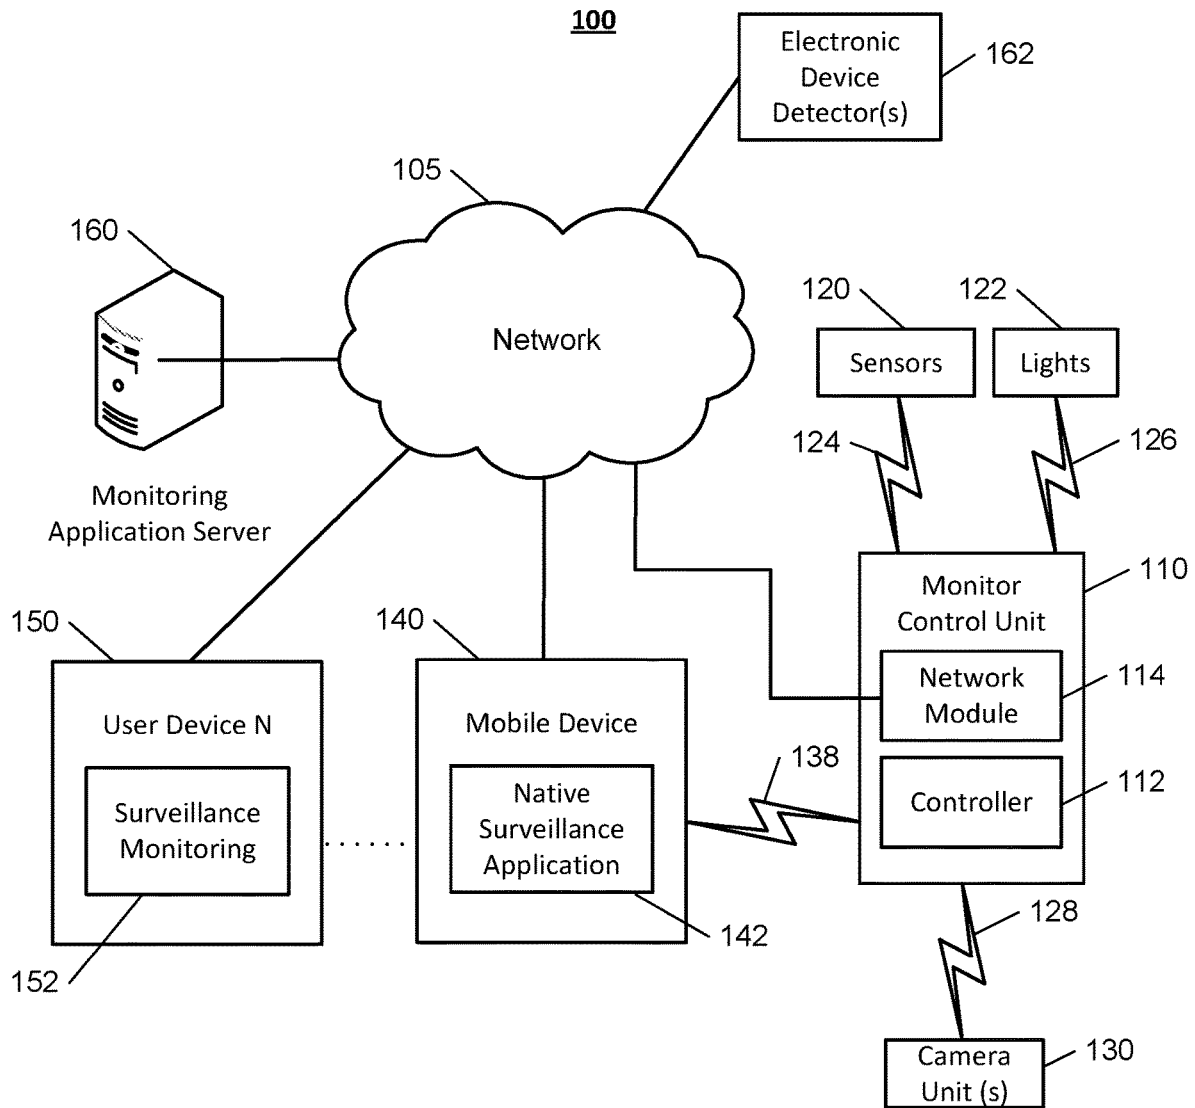 100
Electronic
Device
Detector(s)
162
105
160
Network
120
122
Sensors
Lights
124
126
Monitoring
Application Server
110
Monitor
Control Unit
150
140
Network
Module
114
User Device N
Mobile Device
138
112
Controller
Surveillance
Monitoring
Native
Surveillance
Application
128
142
152
Camera
Unit (s)
130